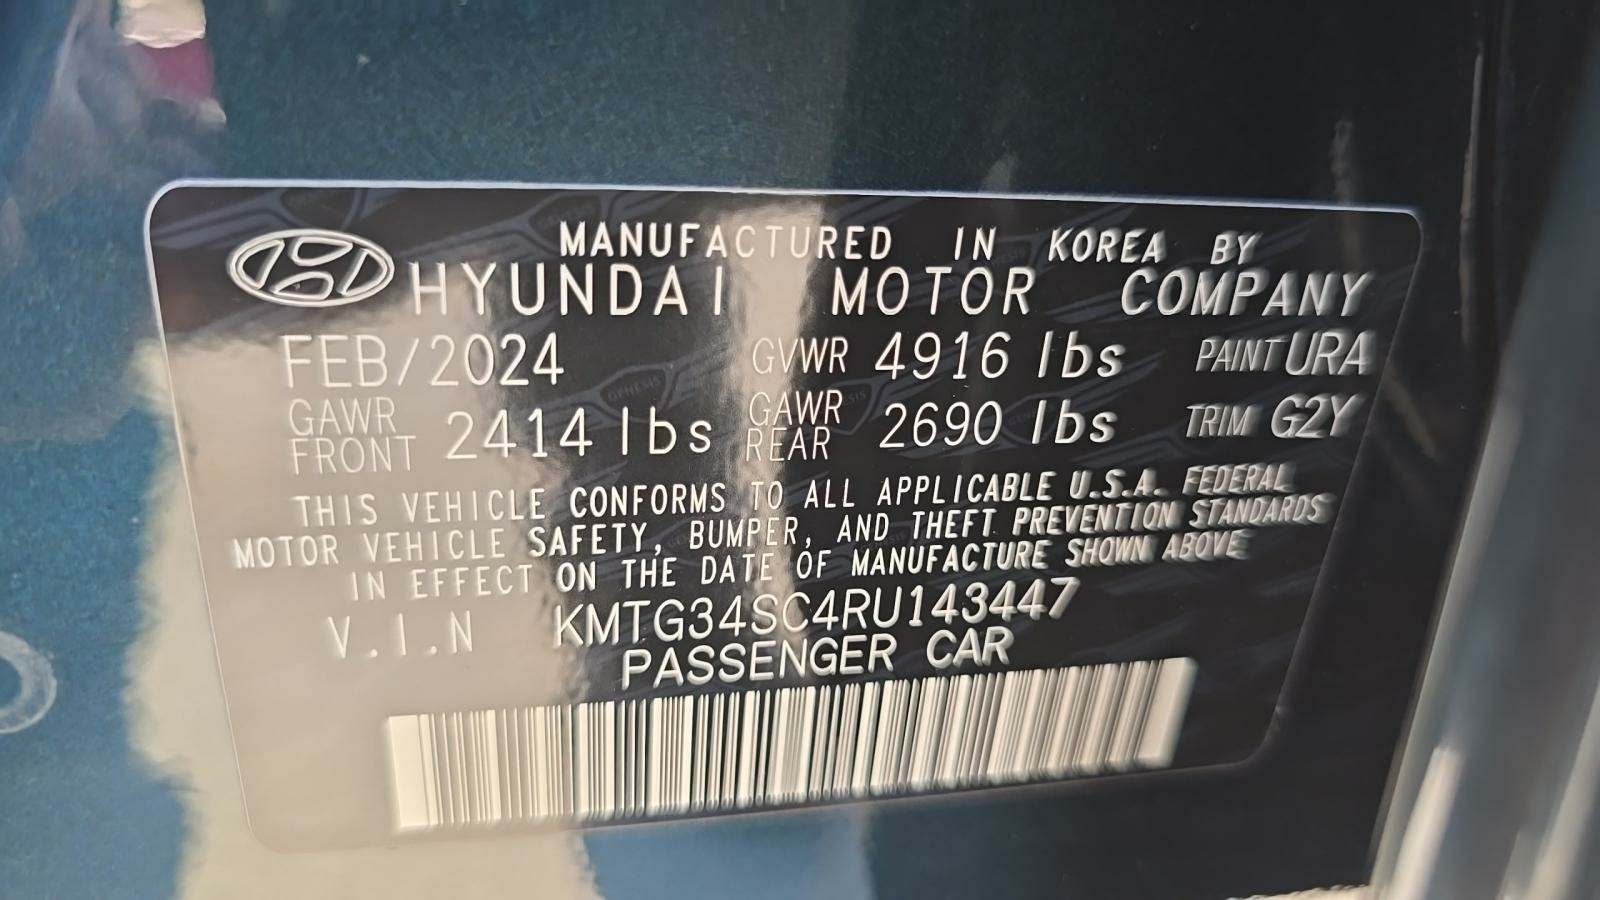 MANUFACTURED IN KOREA BY
HYUNDAI MOTOR COMPANY
FEB/2024 GVWR 4916 lbs PAINT URA
GAWR FRONT 2414 lbs GAWR REAR 2690 lbs TRIM G2Y
THIS VEHICLE CONFORMS TO ALL APPLICABLE U.S.A. FEDERAL
MOTOR VEHICLE SAFETY, BUMPER, AND THEFT PREVENTION STANDARDS
IN EFFECT ON THE DATE OF MANUFACTURE SHOWN ABOVE
V.I.N KMTG34SC4RU143447
PASSENGER CAR